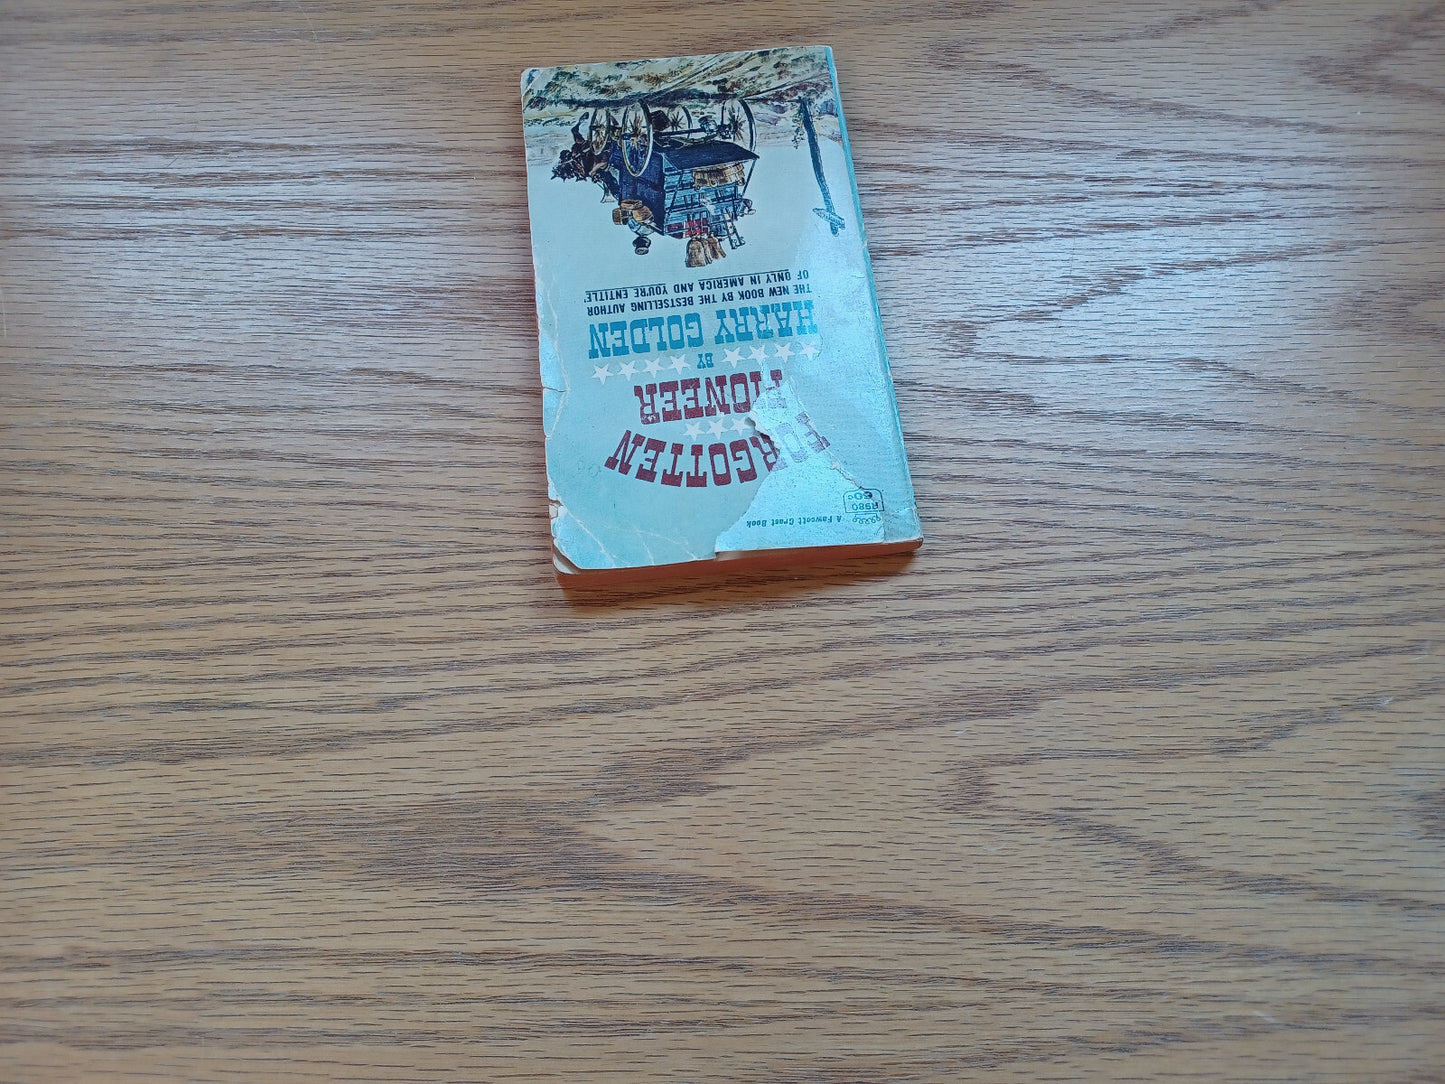 A Fawcett Crest Book
R980
60¢
FORGOTTEN
PIONEER
BY
HARRY GOLDEN
THE NEW BOOK BY THE BESTSELLING AUTHOR
OF ONLY IN AMERICA AND YOU'RE ENTITLE'